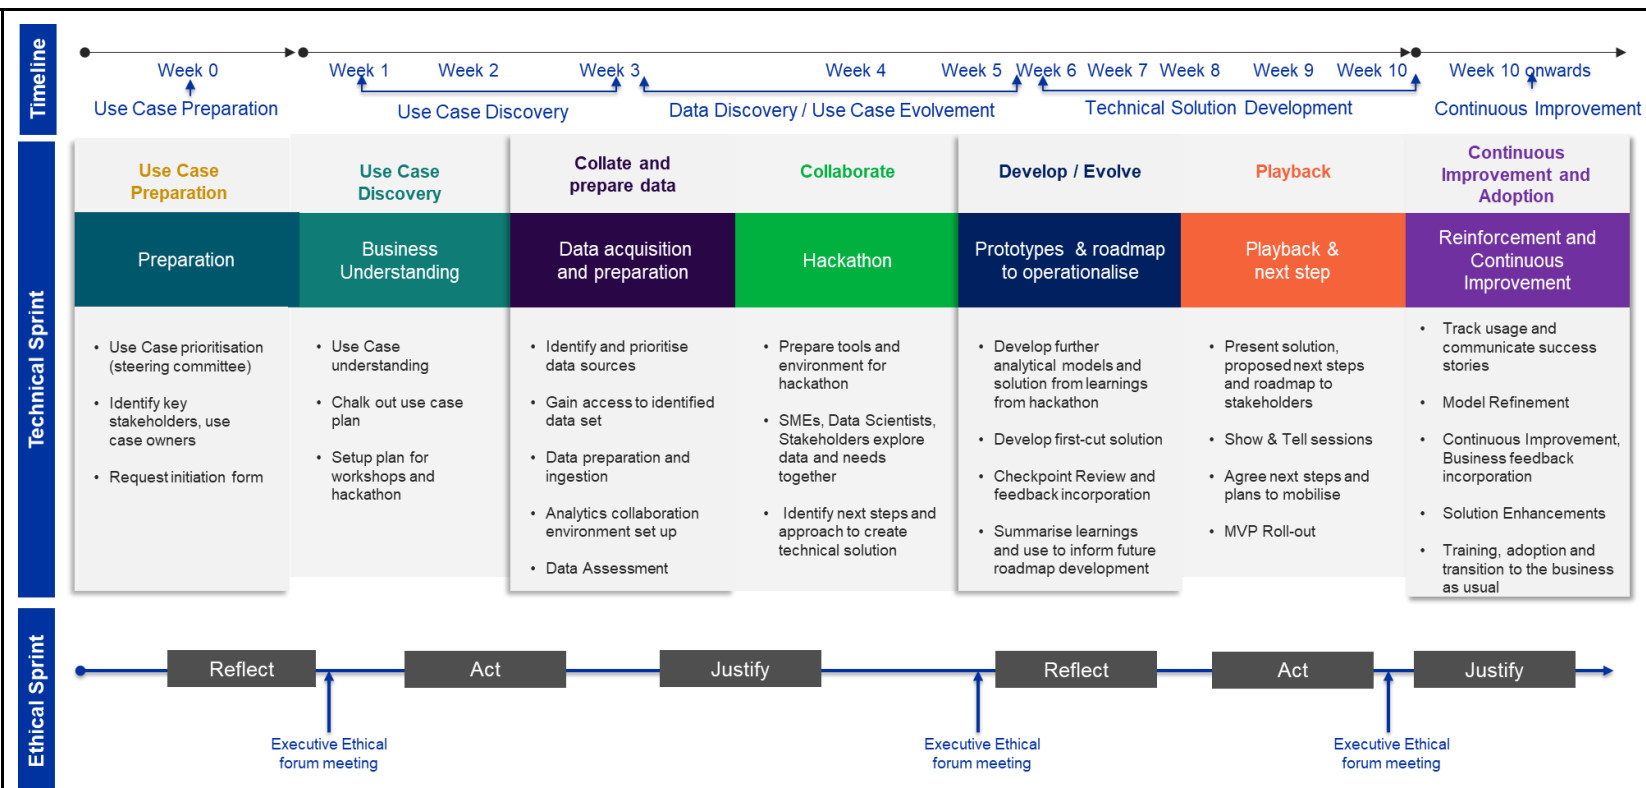 Timeline
Week 0
Week 1
Week 2
Week 3
Week 4
Week 5
Week 6
Week 7
Week 8
Week 9
Week 10
Week 10 onwards
Use Case Preparation
Use Case Discovery
Data Discovery / Use Case Evolvement
Technical Solution Development
Continuous Improvement
Technical Sprint
Use Case
Preparation
Preparation
• Use Case prioritisation
(steering committee)
• Identify key
stakeholders, use
case owners
• Request initiation form
Use Case
Discovery
Business
Understanding
• Use Case
understanding
• Chalk out use case
plan
• Setup plan for
workshops and
hackathon
Collate and
prepare data
Data acquisition
and preparation
• Identify and prioritise
data sources
• Gain access to identified
data set
• Data preparation and
ingestion
• Analytics collaboration
environment set up
• Data Assessment
Collaborate
Hackathon
• Prepare tools and
environment for
hackathon
• SMEs, Data Scientists,
Stakeholders explore
data and needs
together
• Identify next steps and
approach to create
technical solution
Develop / Evolve
Prototypes & roadmap
to operationalise
• Develop further
analytical models and
solution from learnings
from hackathon
• Develop first-cut solution
• Checkpoint Review and
feedback incorporation
• Summarise learnings
and use to inform future
roadmap development
Playback
Playback &
next step
• Present solution,
proposed next steps
and roadmap to
stakeholders
• Show & Tell sessions
• Agree next steps and
plans to mobilise
• MVP Roll-out
Continuous
Improvement and
Adoption
Reinforcement and
Continuous
Improvement
• Track usage and
communicate success
stories
• Model Refinement
• Continuous Improvement,
Business feedback
incorporation
• Solution Enhancements
• Training, adoption and
transition to the business
as usual
Ethical Sprint
Reflect
Act
Justify
Reflect
Act
Justify
Executive Ethical
forum meeting
Executive Ethical
forum meeting
Executive Ethical
forum meeting